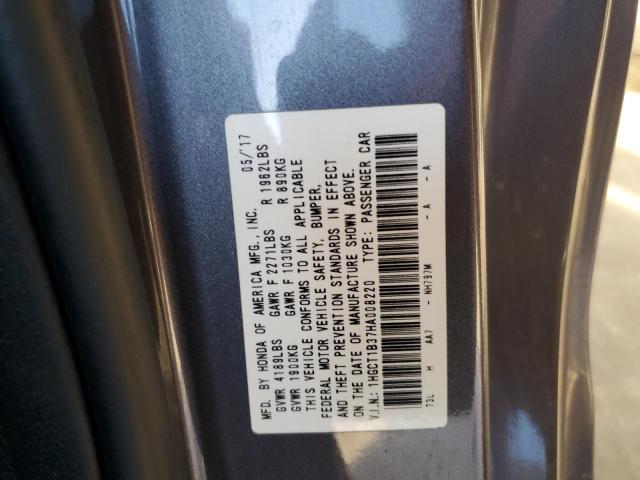 MFD. BY HONDA OF AMERICA MFG., INC. 05/'17
GVWR 4189LBS GAWR F 2271LBS R 1962LBS
GVWR 1900KG GAWR F 1030KG R 890KG
THIS VEHICLE CONFORMS TO ALL APPLICABLE
FEDERAL MOTOR VEHICLE SAFETY, BUMPER,
AND THEFT PREVENTION STANDARDS IN EFFECT
ON THE DATE OF MANUFACTURE SHOWN ABOVE.
V.I.N.: 1HGCT1B37HA008220 TYPE: PASSENGER CAR
T3L H AA7 - NH797M - A - A